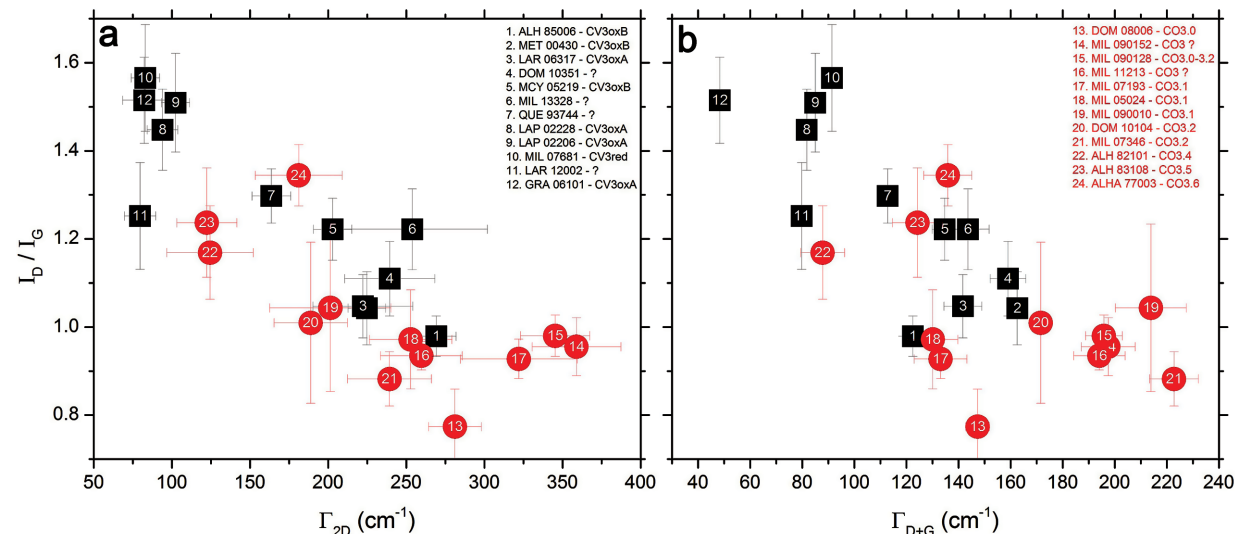 a
1. ALH 85006 - CV3oxB
2. MET 00430 - CV3oxB
3. LAR 06317 - CV3oxA
4. DOM 10351 - ?
5. MCY 05219 - CV3oxB
6. MIL 13328 - ?
7. QUE 93744 - ?
8. LAP 02228 - CV3oxA
9. LAP 02206 - CV3oxA
10. MIL 07681 - CV3red
11. LAR 12002 - ?
12. GRA 06101 - CV3oxA
1.6
1.4
1.2
1.0
0.8
I_D / I_G
10
12
9
8
11
24
7
23
22
5
6
4
3
19
20
1
18
16
15
14
17
21
13
50 100 150 200 250 300 350 400
Γ2D (cm⁻¹)
b
13. DOM 08006 - CO3.0
14. MIL 090152 - CO3 ?
15. MIL 090128 - CO3.0-3.2
16. MIL 11213 - CO3 ?
17. MIL 07193 - CO3.1
18. MIL 05024 - CO3.1
19. MIL 090010 - CO3.1
20. DOM 10104 - CO3.2
21. MIL 07346 - CO3.2
22. ALH 82101 - CO3.4
23. ALH 83108 - CO3.5
24. ALHA 77003 - CO3.6
10
12
9
8
24
7
11
23
5
6
22
4
3
2
19
20
1
18
15
4
16
17
21
13
40 60 80 100 120 140 160 180 200 220 240
ΓD+G (cm⁻¹)